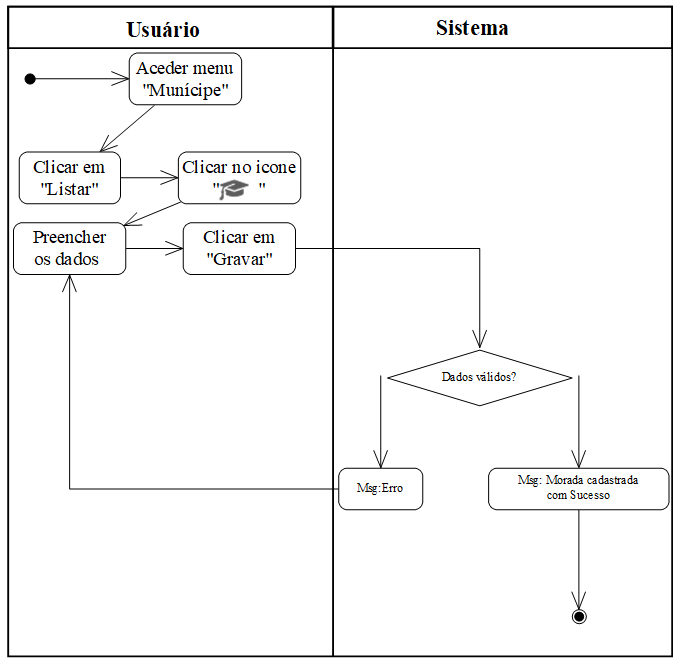 Usuário
Sistema
Aceder menu
"Munícipe"
Clicar em
"Listar"
Clicar no icone
" "
Preencher
os dados
Clicar em
"Gravar"
Dados válidos?
Msg:Erro
Msg: Morada cadastrada
com Sucesso